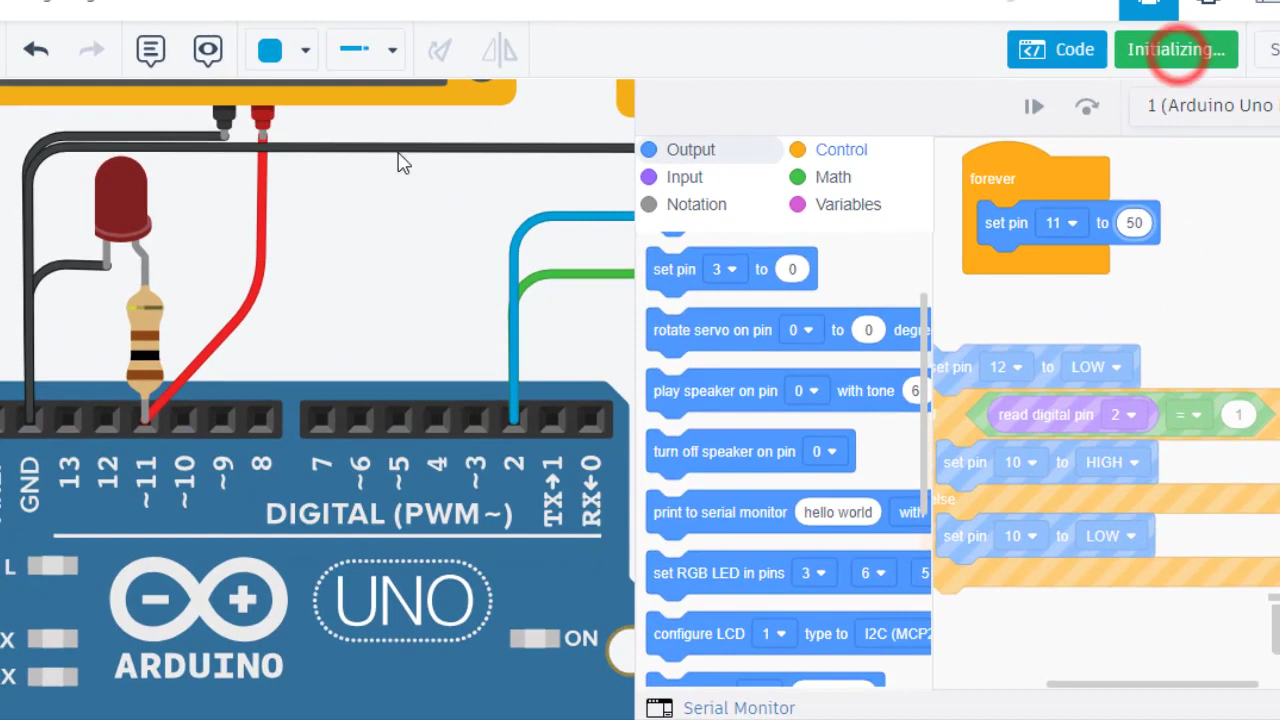 Code
Initializing...
S
1 (Arduino Uno
Output
Control
Input
Math
Notation
Variables
forever
set pin 11 to 50
set pin 3 to 0
rotate servo on pin 0 to 0 degre
play speaker on pin 0 with tone 6
turn off speaker on pin 0
print to serial monitor hello world with
set RGB LED in pins 3 6 5
configure LCD 1 type to I2C (MCP2
set pin 12 to LOW
read digital pin 2 = 1
set pin 10 to HIGH
else
set pin 10 to LOW
GND 13 12 ~11 10 ~9 8 7 ~6 ~5 4 ~3 2 TX→1 RX←0
DIGITAL (PWM~)
L
UNO
X
ON
ARDUINO
X
Serial Monitor